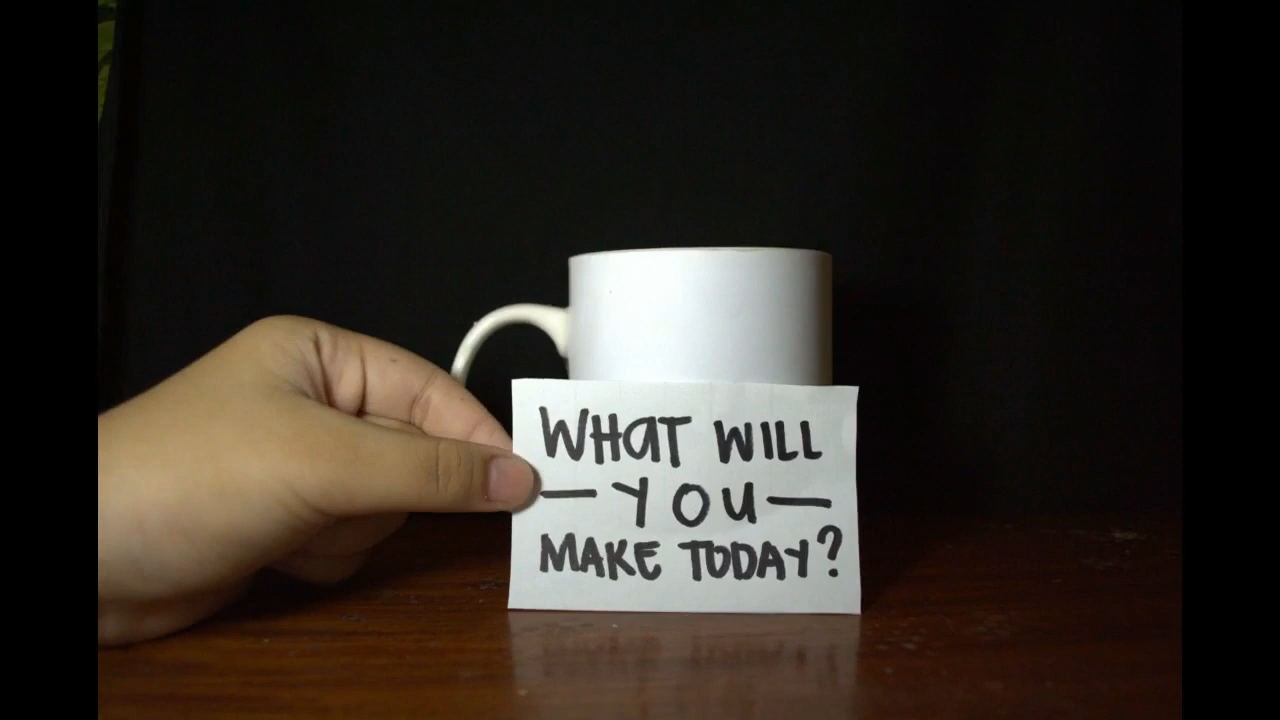 WHAT WILL
— YOU —
MAKE TODAY?